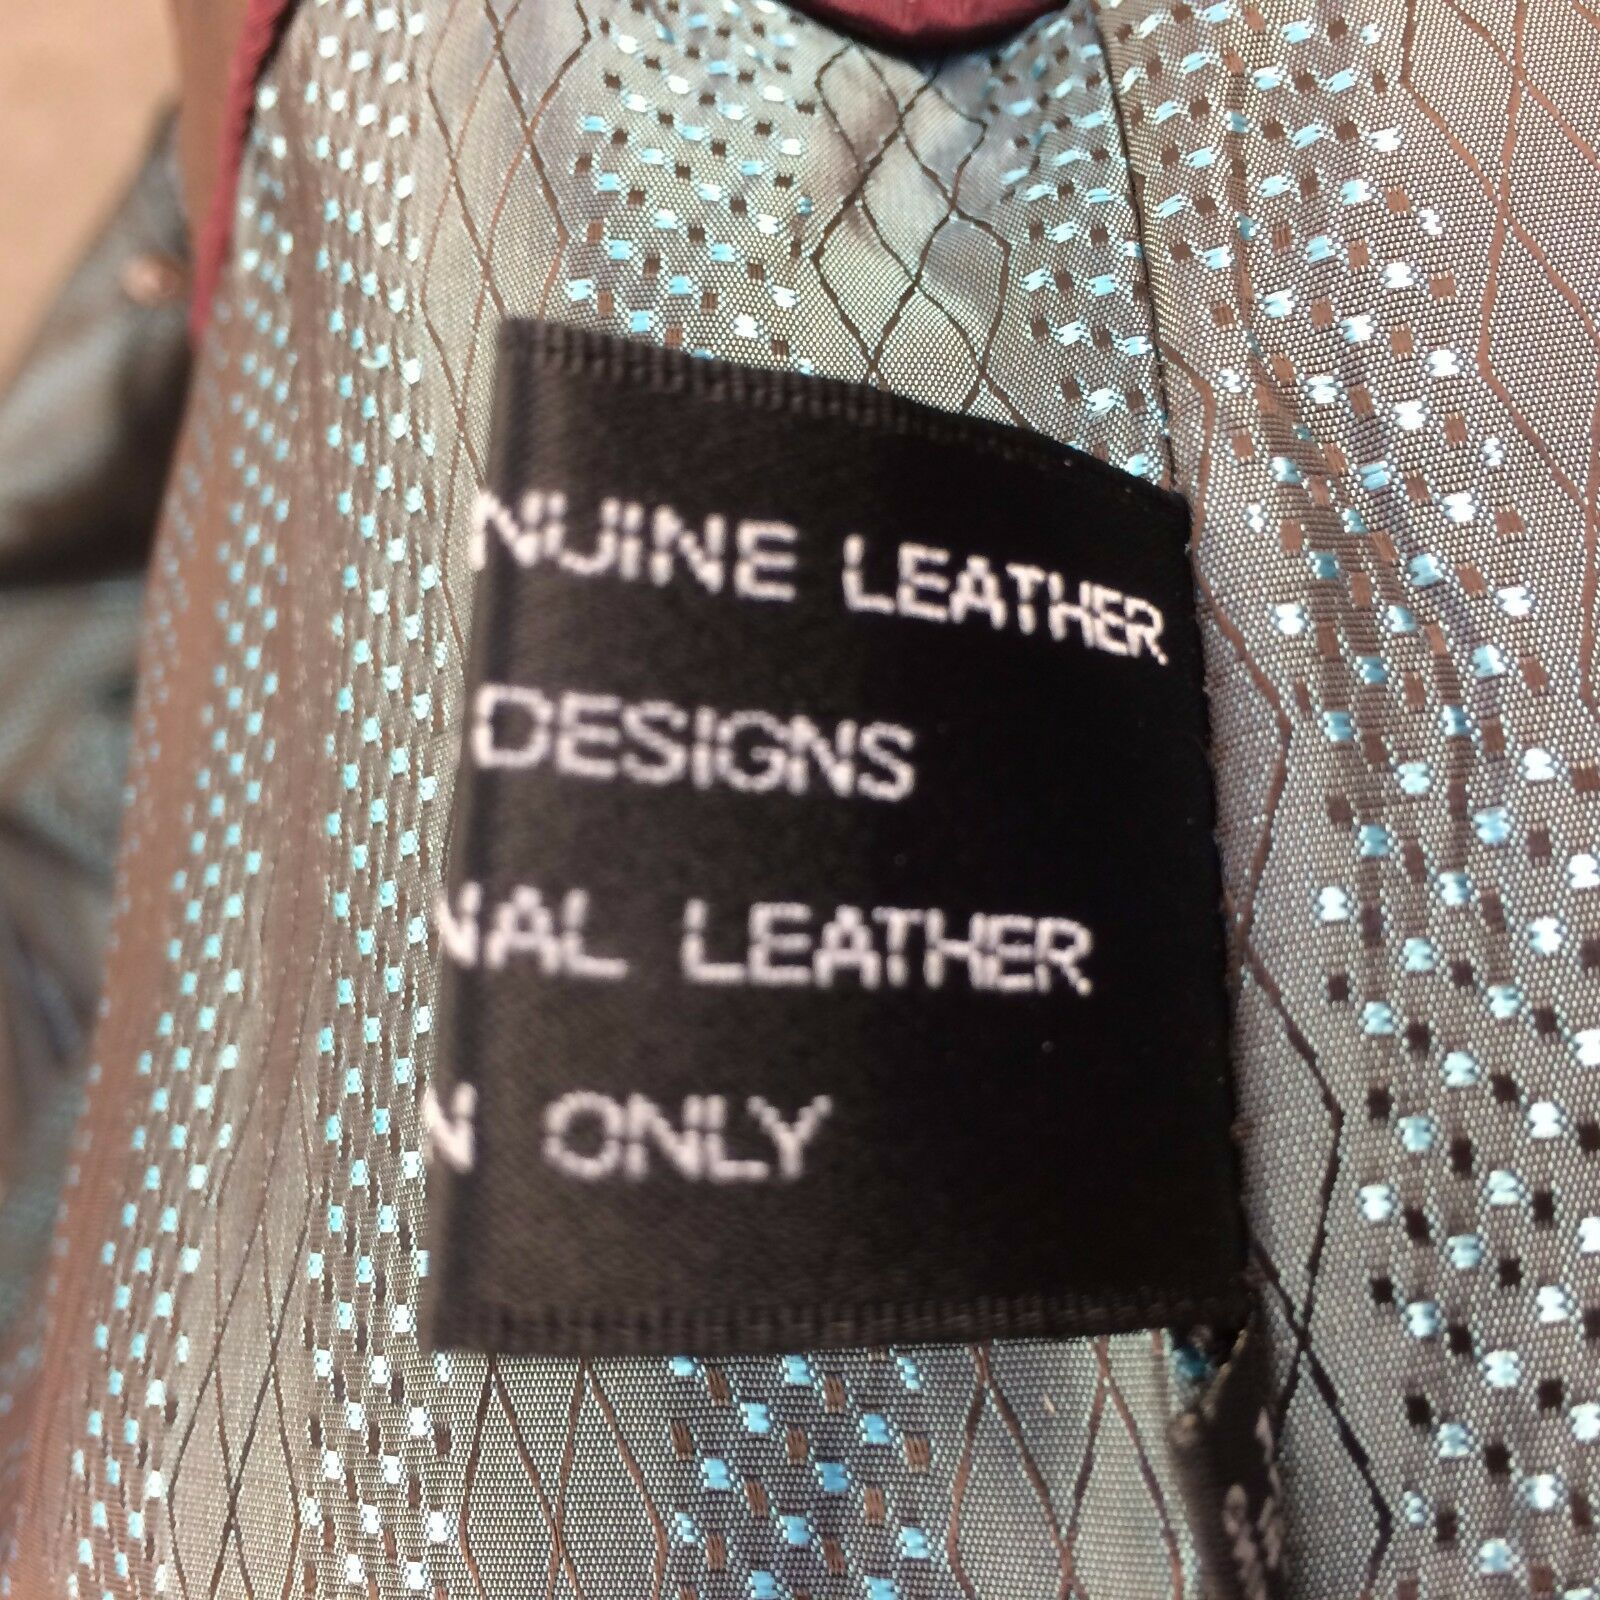 NUINE LEATHER
DESIGNS
NAL LEATHER
N ONLY